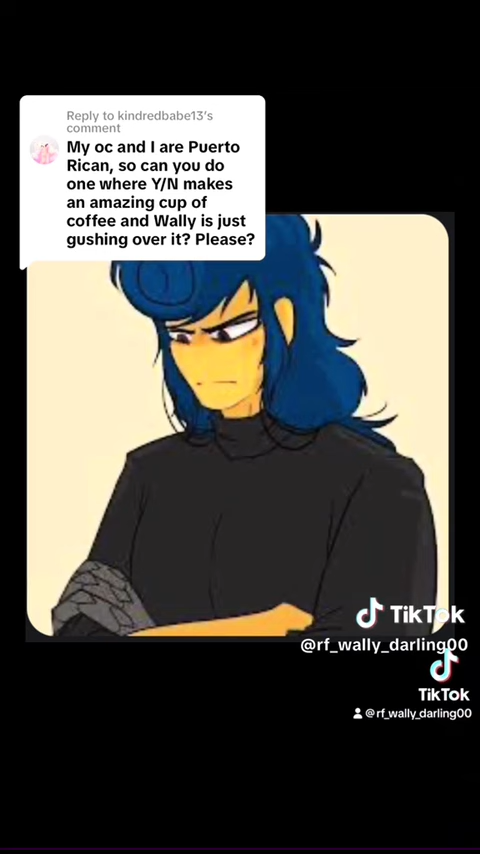 Reply to kindredbabe13's
comment
My oc and I are Puerto
Rican, so can you do
one where Y/N makes
an amazing cup of
coffee and Wally is just
gushing over it? Please?
TikTok
@rf_wally_darling00
TikTok
@rf_wally_darling00